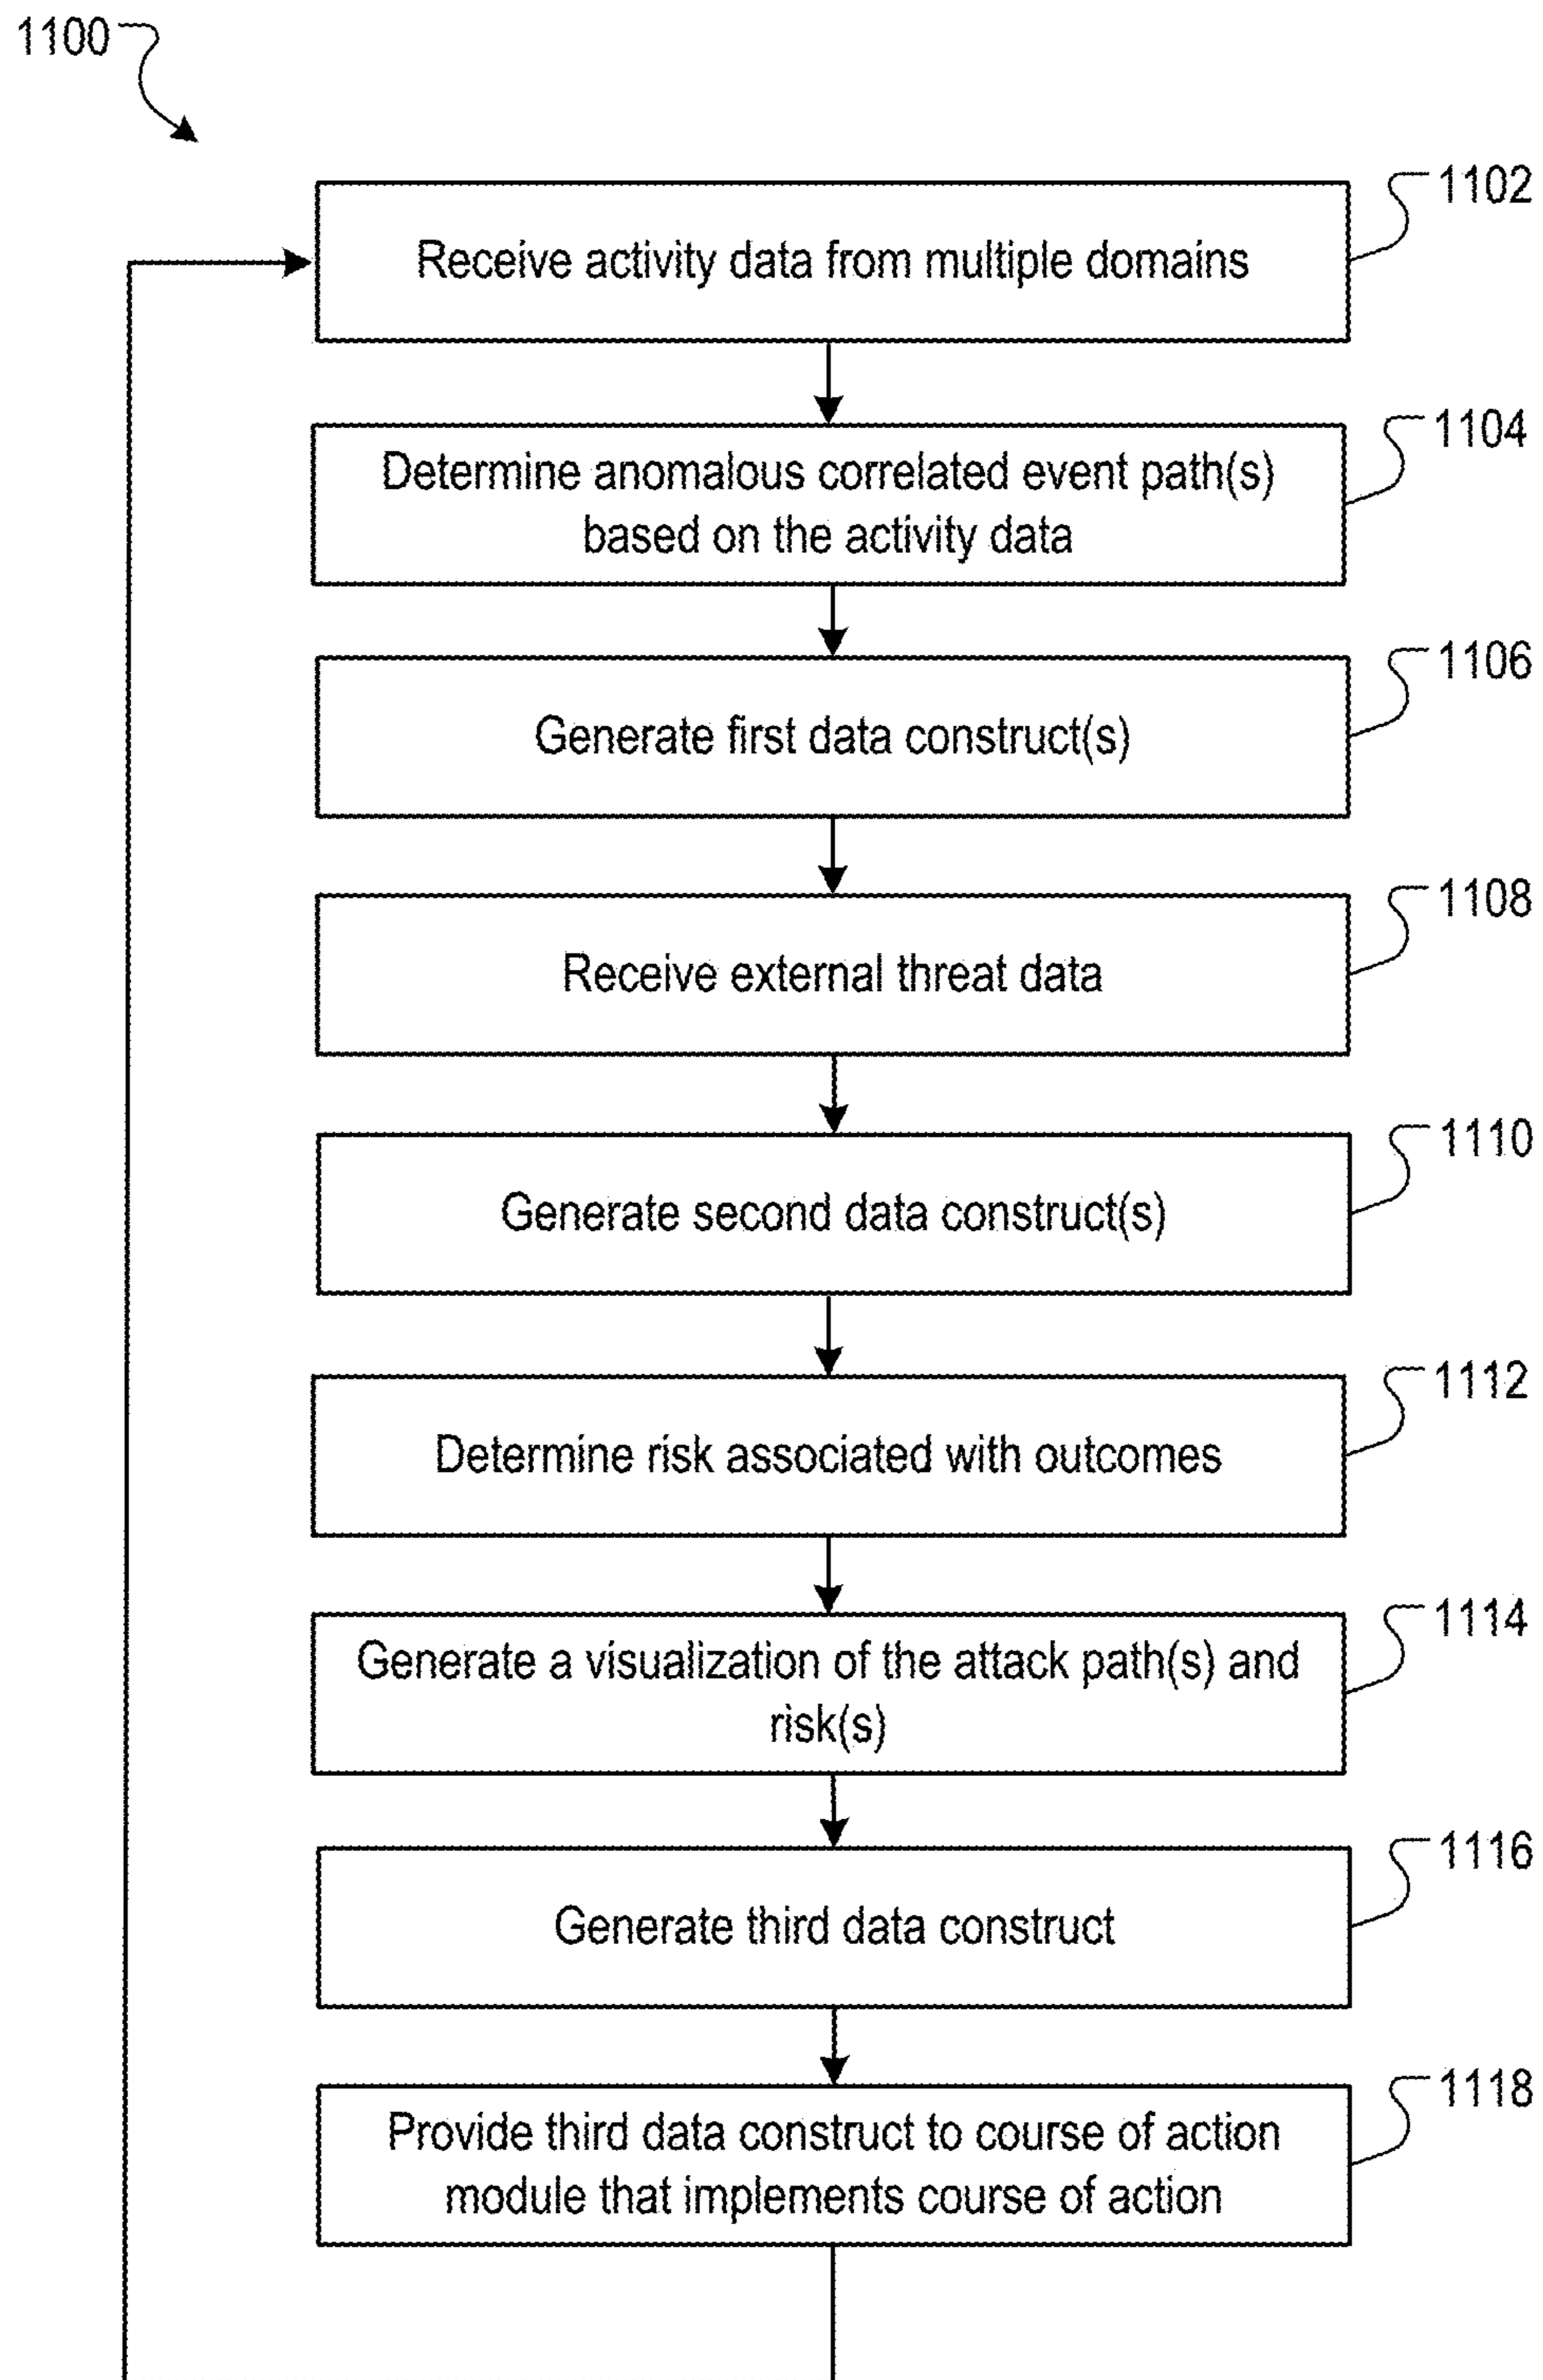 1100
1102
Receive activity data from multiple domains
1104
Determine anomalous correlated event path(s)
based on the activity data
1106
Generate first data construct(s)
1108
Receive external threat data
1110
Generate second data construct(s)
1112
Determine risk associated with outcomes
1114
Generate a visualization of the attack path(s) and
risk(s)
1116
Generate third data construct
1118
Provide third data construct to course of action
module that implements course of action